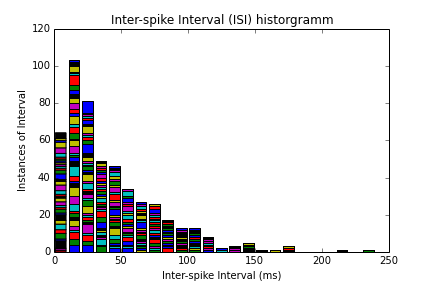 Inter-spike Interval (ISI) historgramm
120
100
80
60
40
20
0
Instances of Interval
0 50 100 150 200 250
Inter-spike Interval (ms)